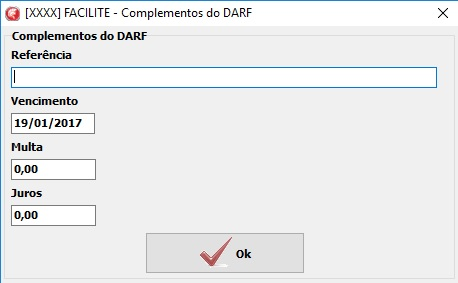 [XXXX] FACILITE - Complementos do DARF
Complementos do DARF
Referência
Vencimento
19/01/2017
Multa
0,00
Juros
0,00
Ok